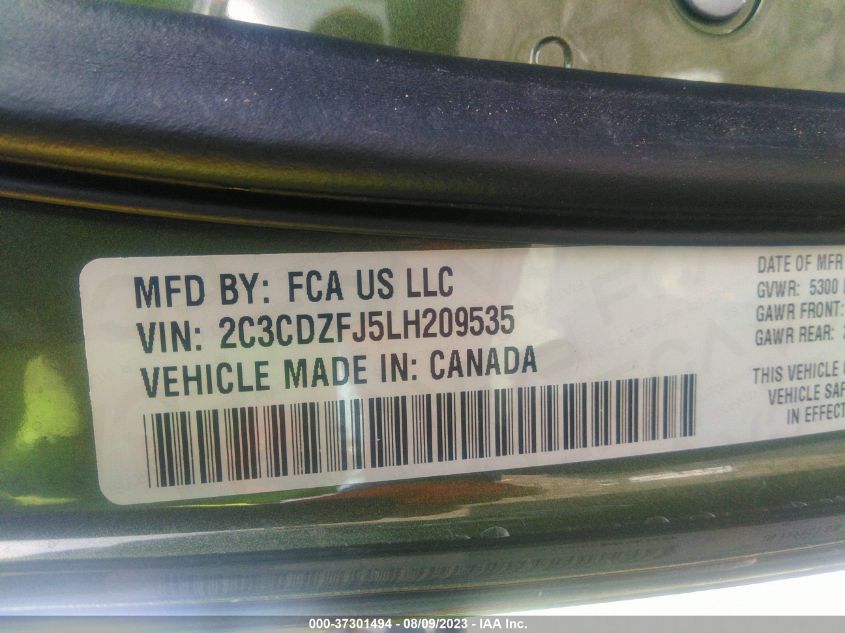 MFD BY: FCA US LLC
VIN: 2C3CDZFJ5LH209535
VEHICLE MADE IN: CANADA
DATE OF MFR
GVWR: 5300
GAWR FRONT:
GAWR REAR:
THIS VEHICLE
VEHICLE SAF
IN EFFECT
000-37301494 - 08/09/2023 - IAA Inc.